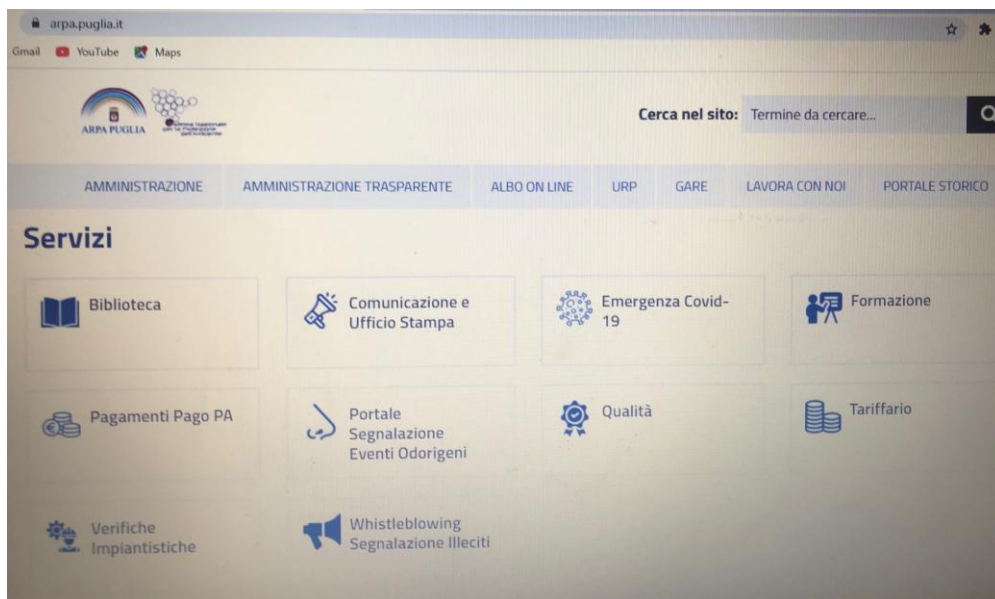 arpa.puglia.it
Gmail YouTube Maps
ARPA PUGLIA
Cerca nel sito: Termine da cercare...
AMMINISTRAZIONE AMMINISTRAZIONE TRASPARENTE ALBO ON LINE URP GARE LAVORA CON NOI PORTALE STORICO
Servizi
Biblioteca
Comunicazione e
Ufficio Stampa
Emergenza Covid-
19
Formazione
Pagamenti Pago PA
Portale
Segnalazione
Eventi Odorigeni
Qualità
Tariffario
Verifiche
Impiantistiche
Whistleblowing
Segnalazione Illeciti